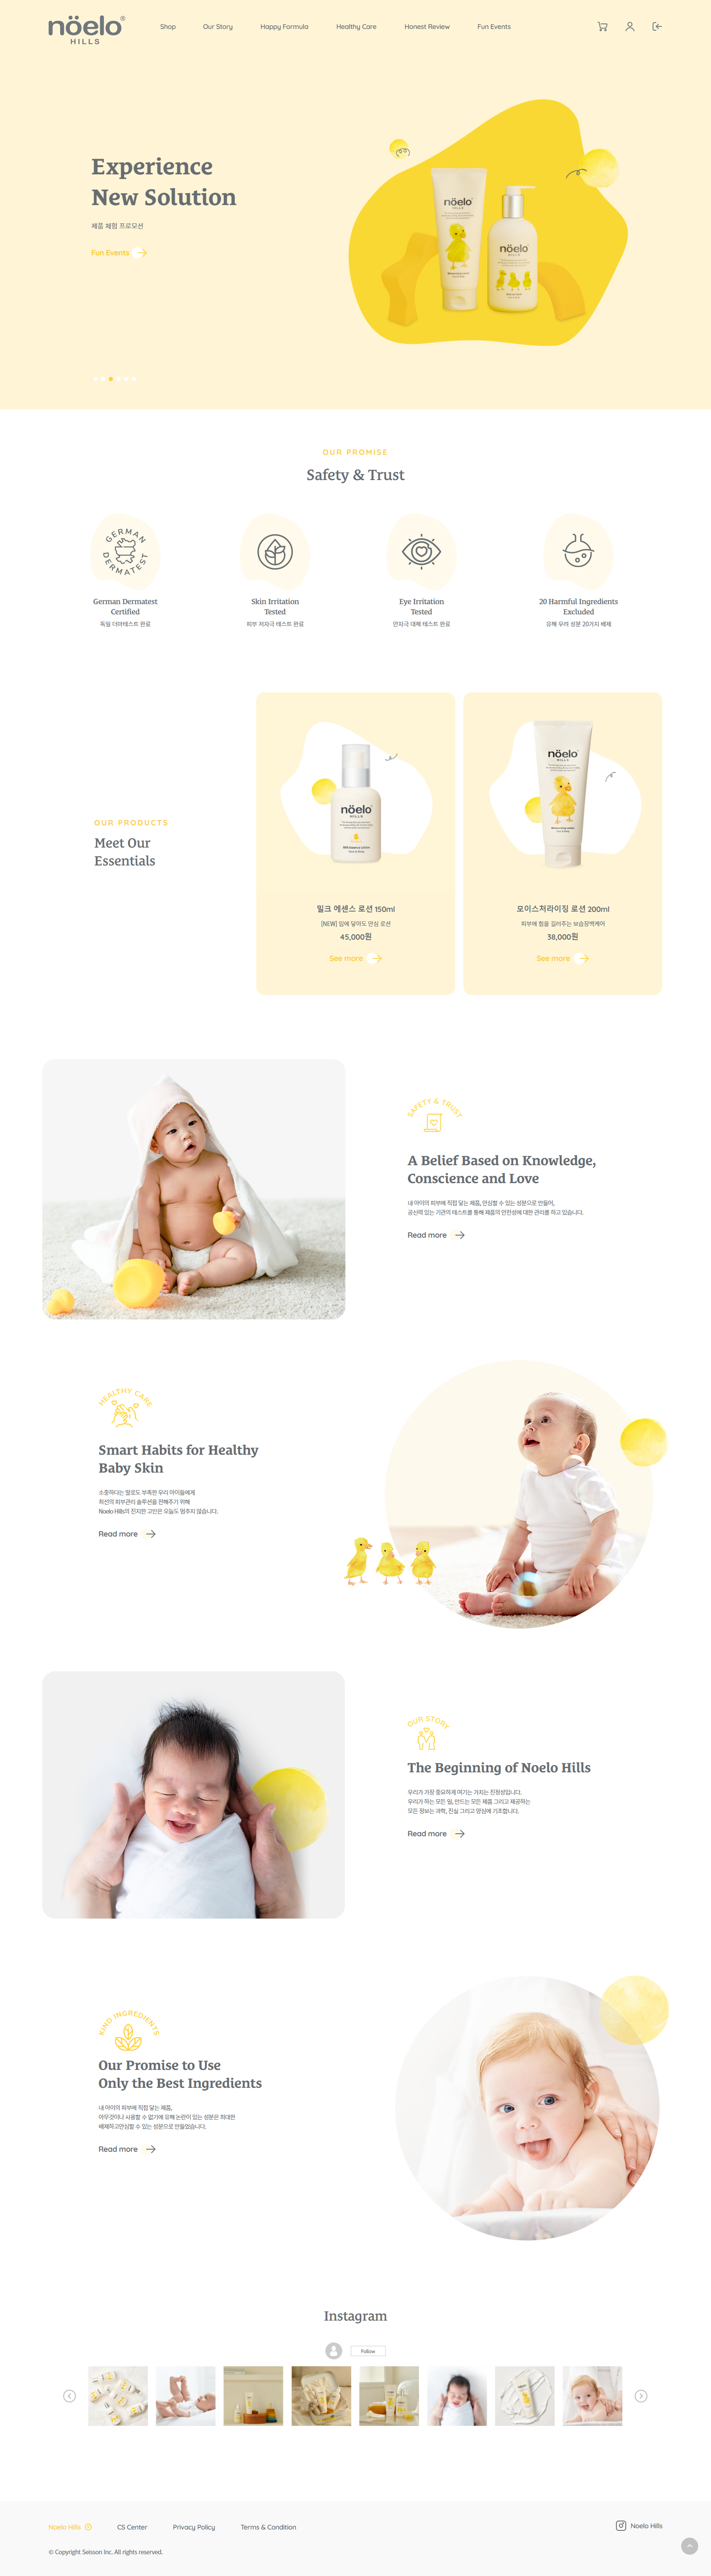 nöelo®
HILLS
Shop
Our Story
Happy Formula
Healthy Care
Honest Review
Fun Events
Experience
New Solution
제품 체험 프로모션
Fun Events
nöelo
HILLS
nöelo
HILLS
OUR PROMISE
Safety & Trust
GERMAN
DERMATEST
German Dermatest
Certified
독일 더마테스트 완료
Skin Irritation
Tested
피부 저자극 테스트 완료
Eye Irritation
Tested
안자극 대체 테스트 완료
20 Harmful Ingredients
Excluded
유해 우려 성분 20가지 배제
OUR PRODUCTS
Meet Our
Essentials
nöelo
HILLS
Milk Essence Lotion
밀크 에센스 로션 150ml
[NEW] 입에 닿아도 안심 로션
45,000원
See more
nöelo
HILLS
Moisturizing Lotion
모이스처라이징 로션 200ml
피부에 힘을 길러주는 보습장벽케어
38,000원
See more
SAFETY & TRUST
A Belief Based on Knowledge,
Conscience and Love
내 아이의 피부에 직접 닿는 제품, 안심할 수 있는 성분으로 만들어,
공신력 있는 기관의 테스트를 통해 제품의 안전성에 대한 관리를 하고 있습니다.
Read more
HEALTHY CARE
Smart Habits for Healthy
Baby Skin
소중하다는 말로도 부족한 우리 아이들에게
최선의 피부관리 솔루션을 전해주기 위해
Noelo Hills의 진지한 고민은 오늘도 멈추지 않습니다.
Read more
OUR STORY
The Beginning of Noelo Hills
우리가 가장 중요하게 여기는 가치는 진정성입니다.
우리가 하는 모든 일, 만드는 모든 제품 그리고 제공하는
모든 정보는 과학, 진실 그리고 양심에 기초합니다.
Read more
KIND INGREDIENTS
Our Promise to Use
Only the Best Ingredients
내 아이의 피부에 직접 닿는 제품,
아무것이나 사용할 수 없기에 유해 논란이 있는 성분은 최대한
배제하고안심할 수 있는 성분으로 만들었습니다.
Read more
Instagram
Follow
Noelo Hills
CS Center
Privacy Policy
Terms & Condition
Noelo Hills
© Copyright Seisson Inc. All rights reserved.